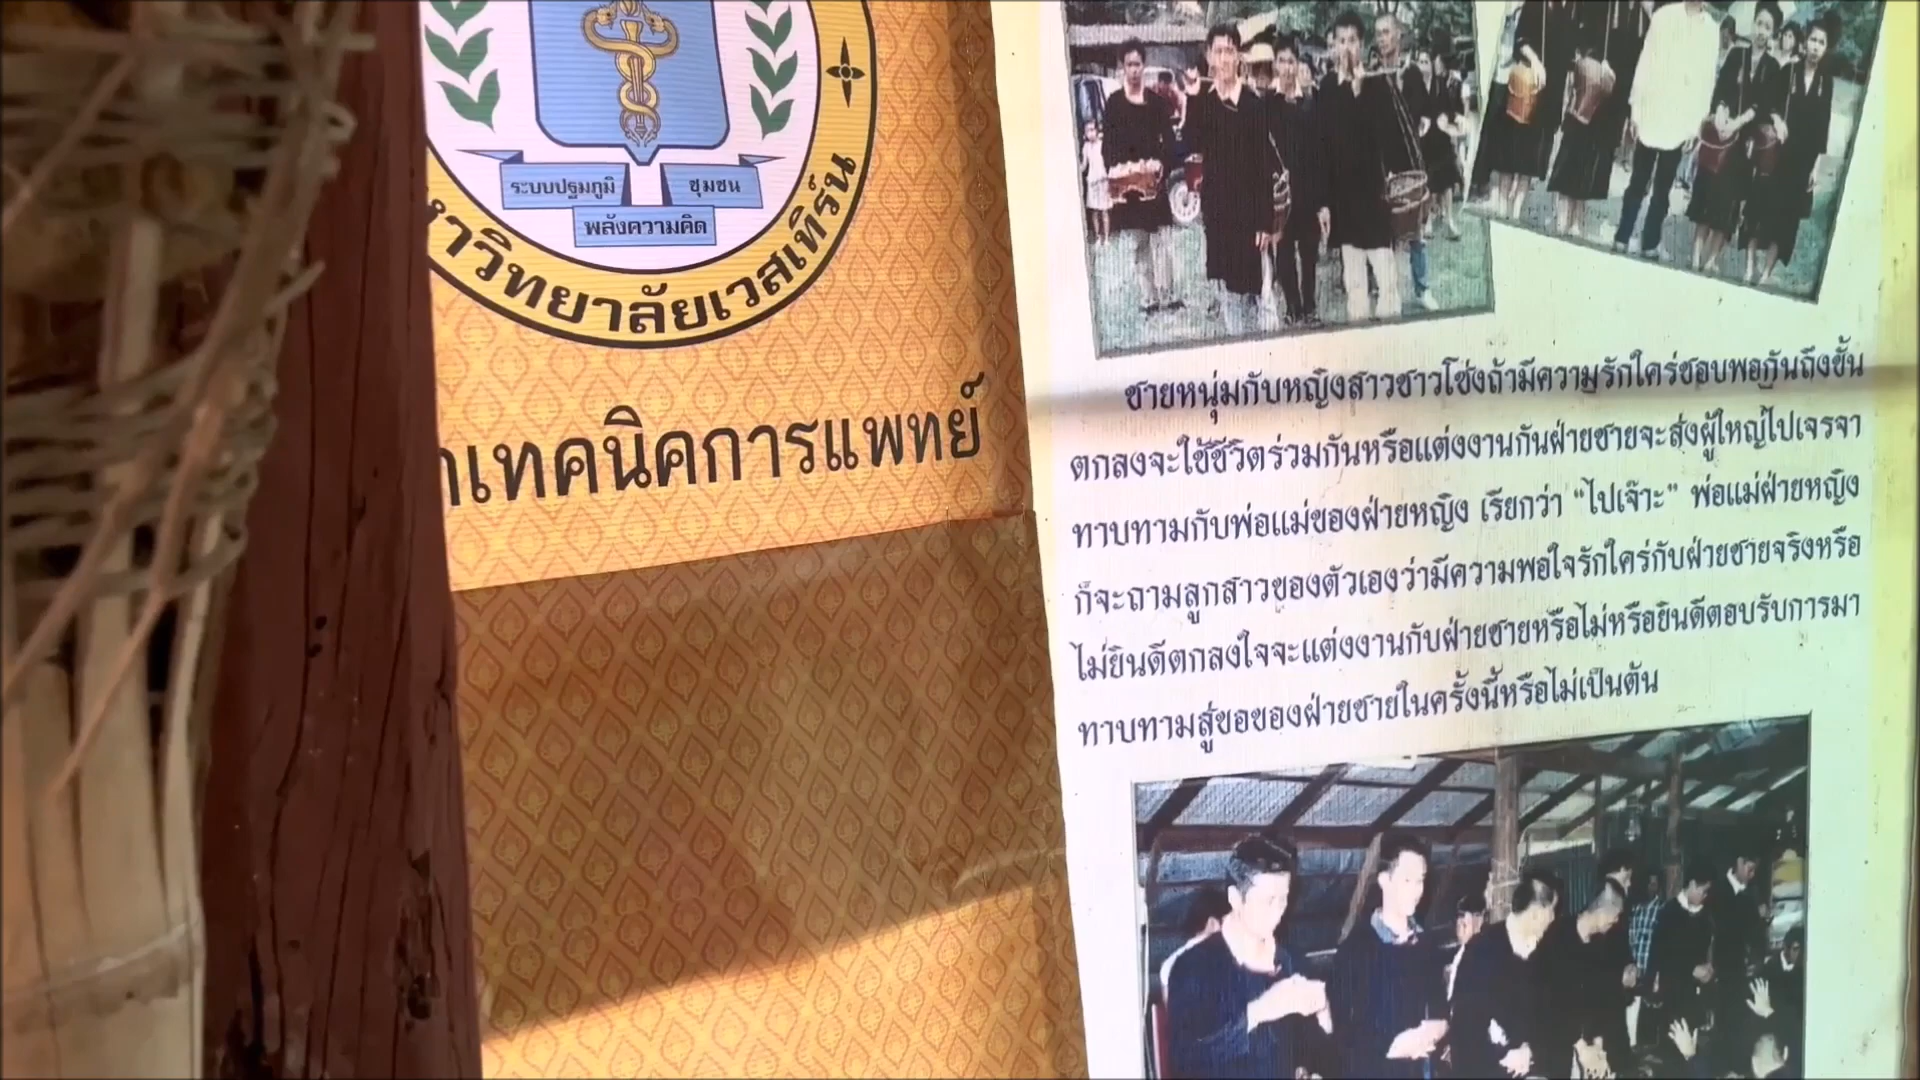 ระบบปฐมภูมิ
ชุมชน
พลังความคิด
าวิทยาลัยเวสเทิร์น
เทคนิคการแพทย์
ชายหนุ่มกับหญิงสาวชาวโซ่งถ้ามีความรักใคร่ชอบพอกันถึงขั้น
ตกลงจะใช้ชีวิตร่วมกันหรือแต่งงานกันฝ่ายชายจะส่งผู้ใหญ่ไปเจรจา
ทาบทามกับพ่อแม่ของฝ่ายหญิง เรียกว่า “ไปเจ๊าะ” พ่อแม่ฝ่ายหญิง
ก็จะถามลูกสาวของตัวเองว่ามีความพอใจรักใคร่กับฝ่ายชายจริงหรือ
ไม่ยินดีตกลงใจจะแต่งงานกับฝ่ายชายหรือไม่หรือยินดีตอบรับการมา
ทาบทามสู่ขอของฝ่ายชายในครั้งนี้หรือไม่เป็นต้น